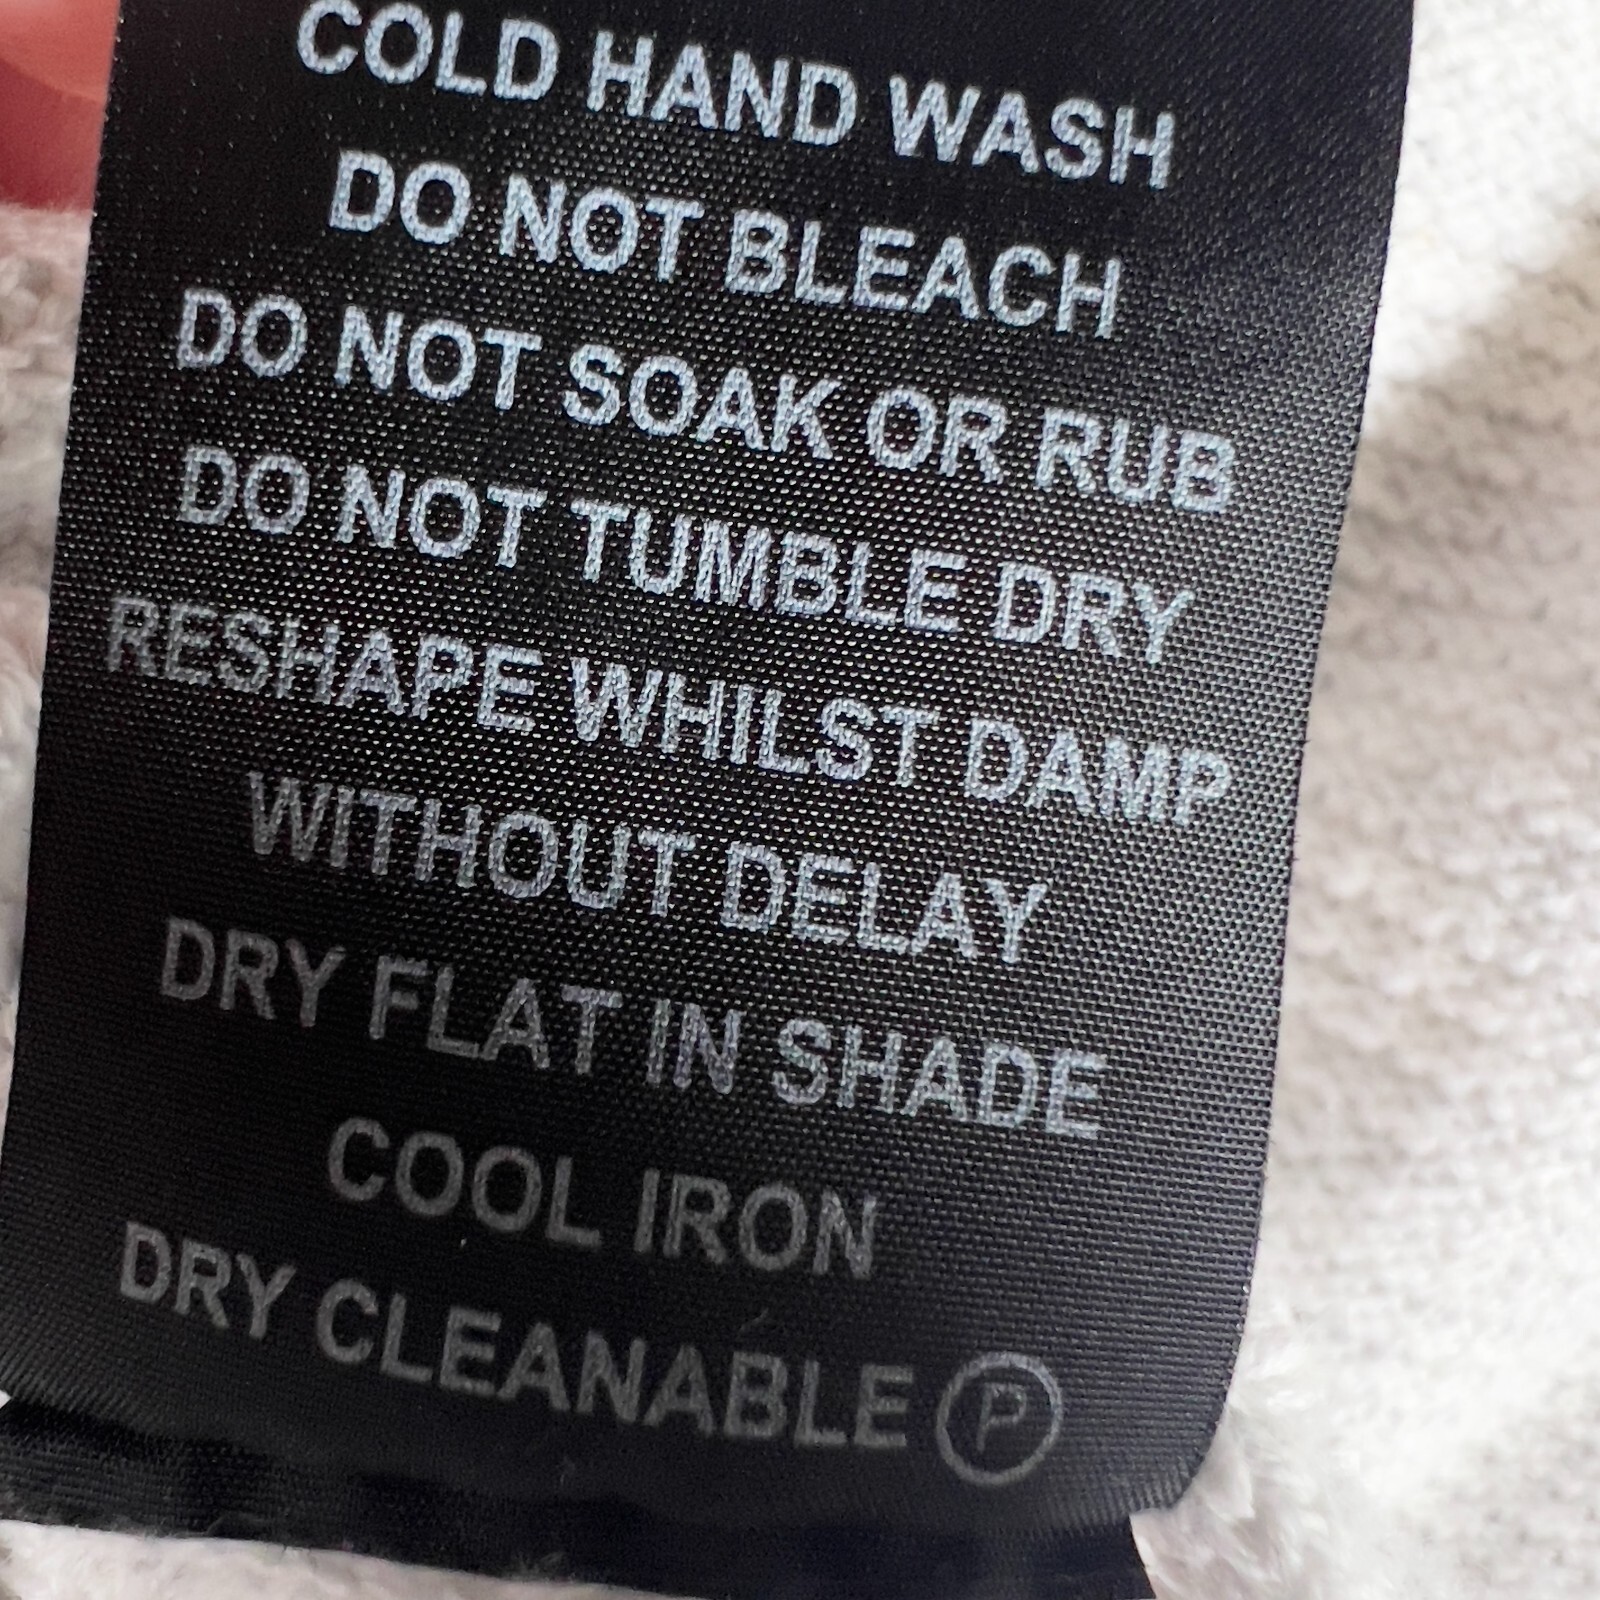 COLD HAND WASH
DO NOT BLEACH
DO NOT SOAK OR RUB
DO NOT TUMBLE DRY
RESHAPE WHILST DAMP
WITHOUT DELAY
DRY FLAT IN SHADE
COOL IRON
DRY CLEANABLE Ⓟ